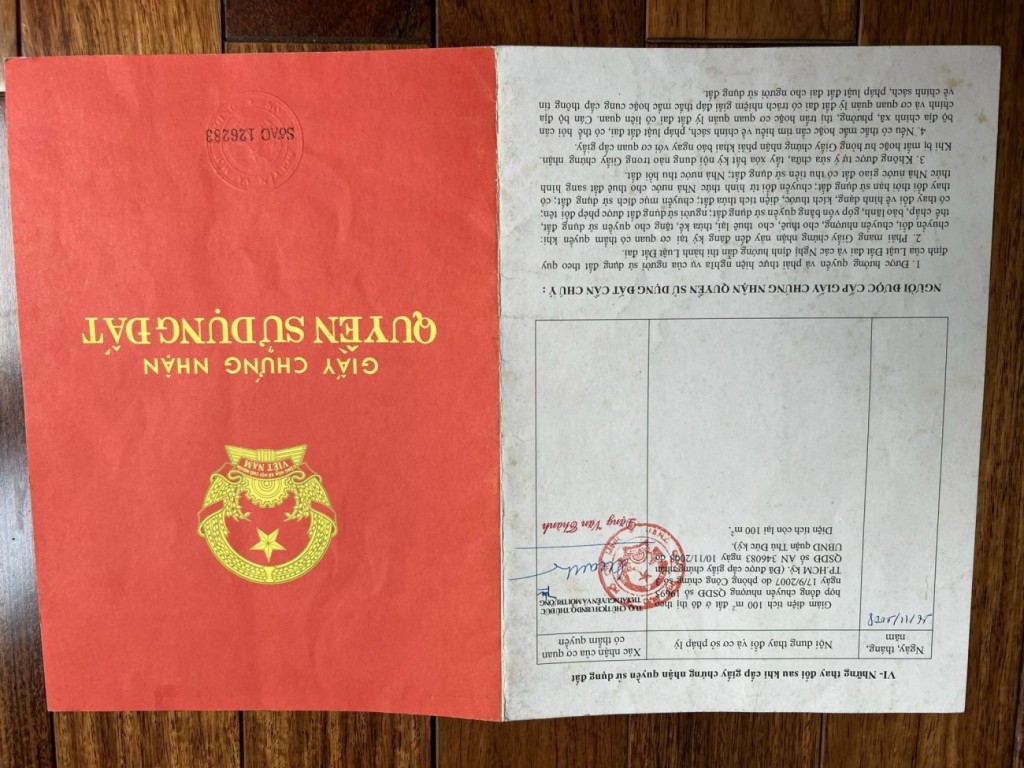 GIẤY CHỨNG NHẬN
QUYỀN SỬ DỤNG ĐẤT
VIỆT NAM
SốAC 126283
VI- Những thay đổi sau khi cấp giấy chứng nhận quyền sử dụng đất
Ngày, tháng, năm
Nội dung thay đổi và cơ sở pháp lý
Xác nhận của cơ quan có thẩm quyền
Giảm diện tích 100 m² đất ở đô thị theo
hợp đồng chuyển nhượng QSDĐ số
ngày 17/9/2007 do phòng Công chứng số
TP.HCM ký. (Đã được cấp giấy chứng nhận
QSDĐ số AN 346083 ngày 10/11/2008 do
UBND quận Thủ Đức ký).
Diện tích còn lại 100 m².
TUQ. CHỦ TỊCH UBND Q. THỦ ĐỨC
TÀI NGUYÊN VÀ MÔI TRƯỜNG
Đặng Văn Thành
NGƯỜI ĐƯỢC CẤP GIẤY CHỨNG NHẬN QUYỀN SỬ DỤNG ĐẤT CẦN CHÚ Ý :
1. Được hưởng quyền và phải thực hiện nghĩa vụ của người sử dụng đất theo quy
định của Luật Đất đai và các Nghị định hướng dẫn thi hành Luật Đất đai.
2. Phải mang Giấy chứng nhận này đến đăng ký tại cơ quan có thẩm quyền khi:
chuyển đổi, chuyển nhượng, cho thuê, cho thuê lại, thừa kế, tặng cho quyền sử dụng đất,
thế chấp, bảo lãnh, góp vốn bằng quyền sử dụng đất; người sử dụng đất được phép đổi tên;
có thay đổi về hình dạng, kích thước, diện tích thửa đất; chuyển mục đích sử dụng đất; có
thay đổi thời hạn sử dụng đất; chuyển đổi từ hình thức Nhà nước cho thuê đất sang hình
thức Nhà nước giao đất có thu tiền sử dụng đất; Nhà nước thu hồi đất.
3. Không được tự ý sửa chữa, tẩy xóa bất kỳ nội dung nào trong Giấy chứng nhận.
Khi bị mất hoặc hư hỏng Giấy chứng nhận phải khai báo ngay với cơ quan cấp giấy.
4. Nếu có thắc mắc hoặc cần tìm hiểu về chính sách, pháp luật đất đai, có thể hỏi cán
bộ địa chính xã, phường, thị trấn hoặc cơ quan quản lý đất đai có liên quan. Cán bộ địa
chính và cơ quan quản lý đất đai có trách nhiệm giải đáp thắc mắc hoặc cung cấp thông tin
về chính sách, pháp luật đất đai cho người sử dụng đất.